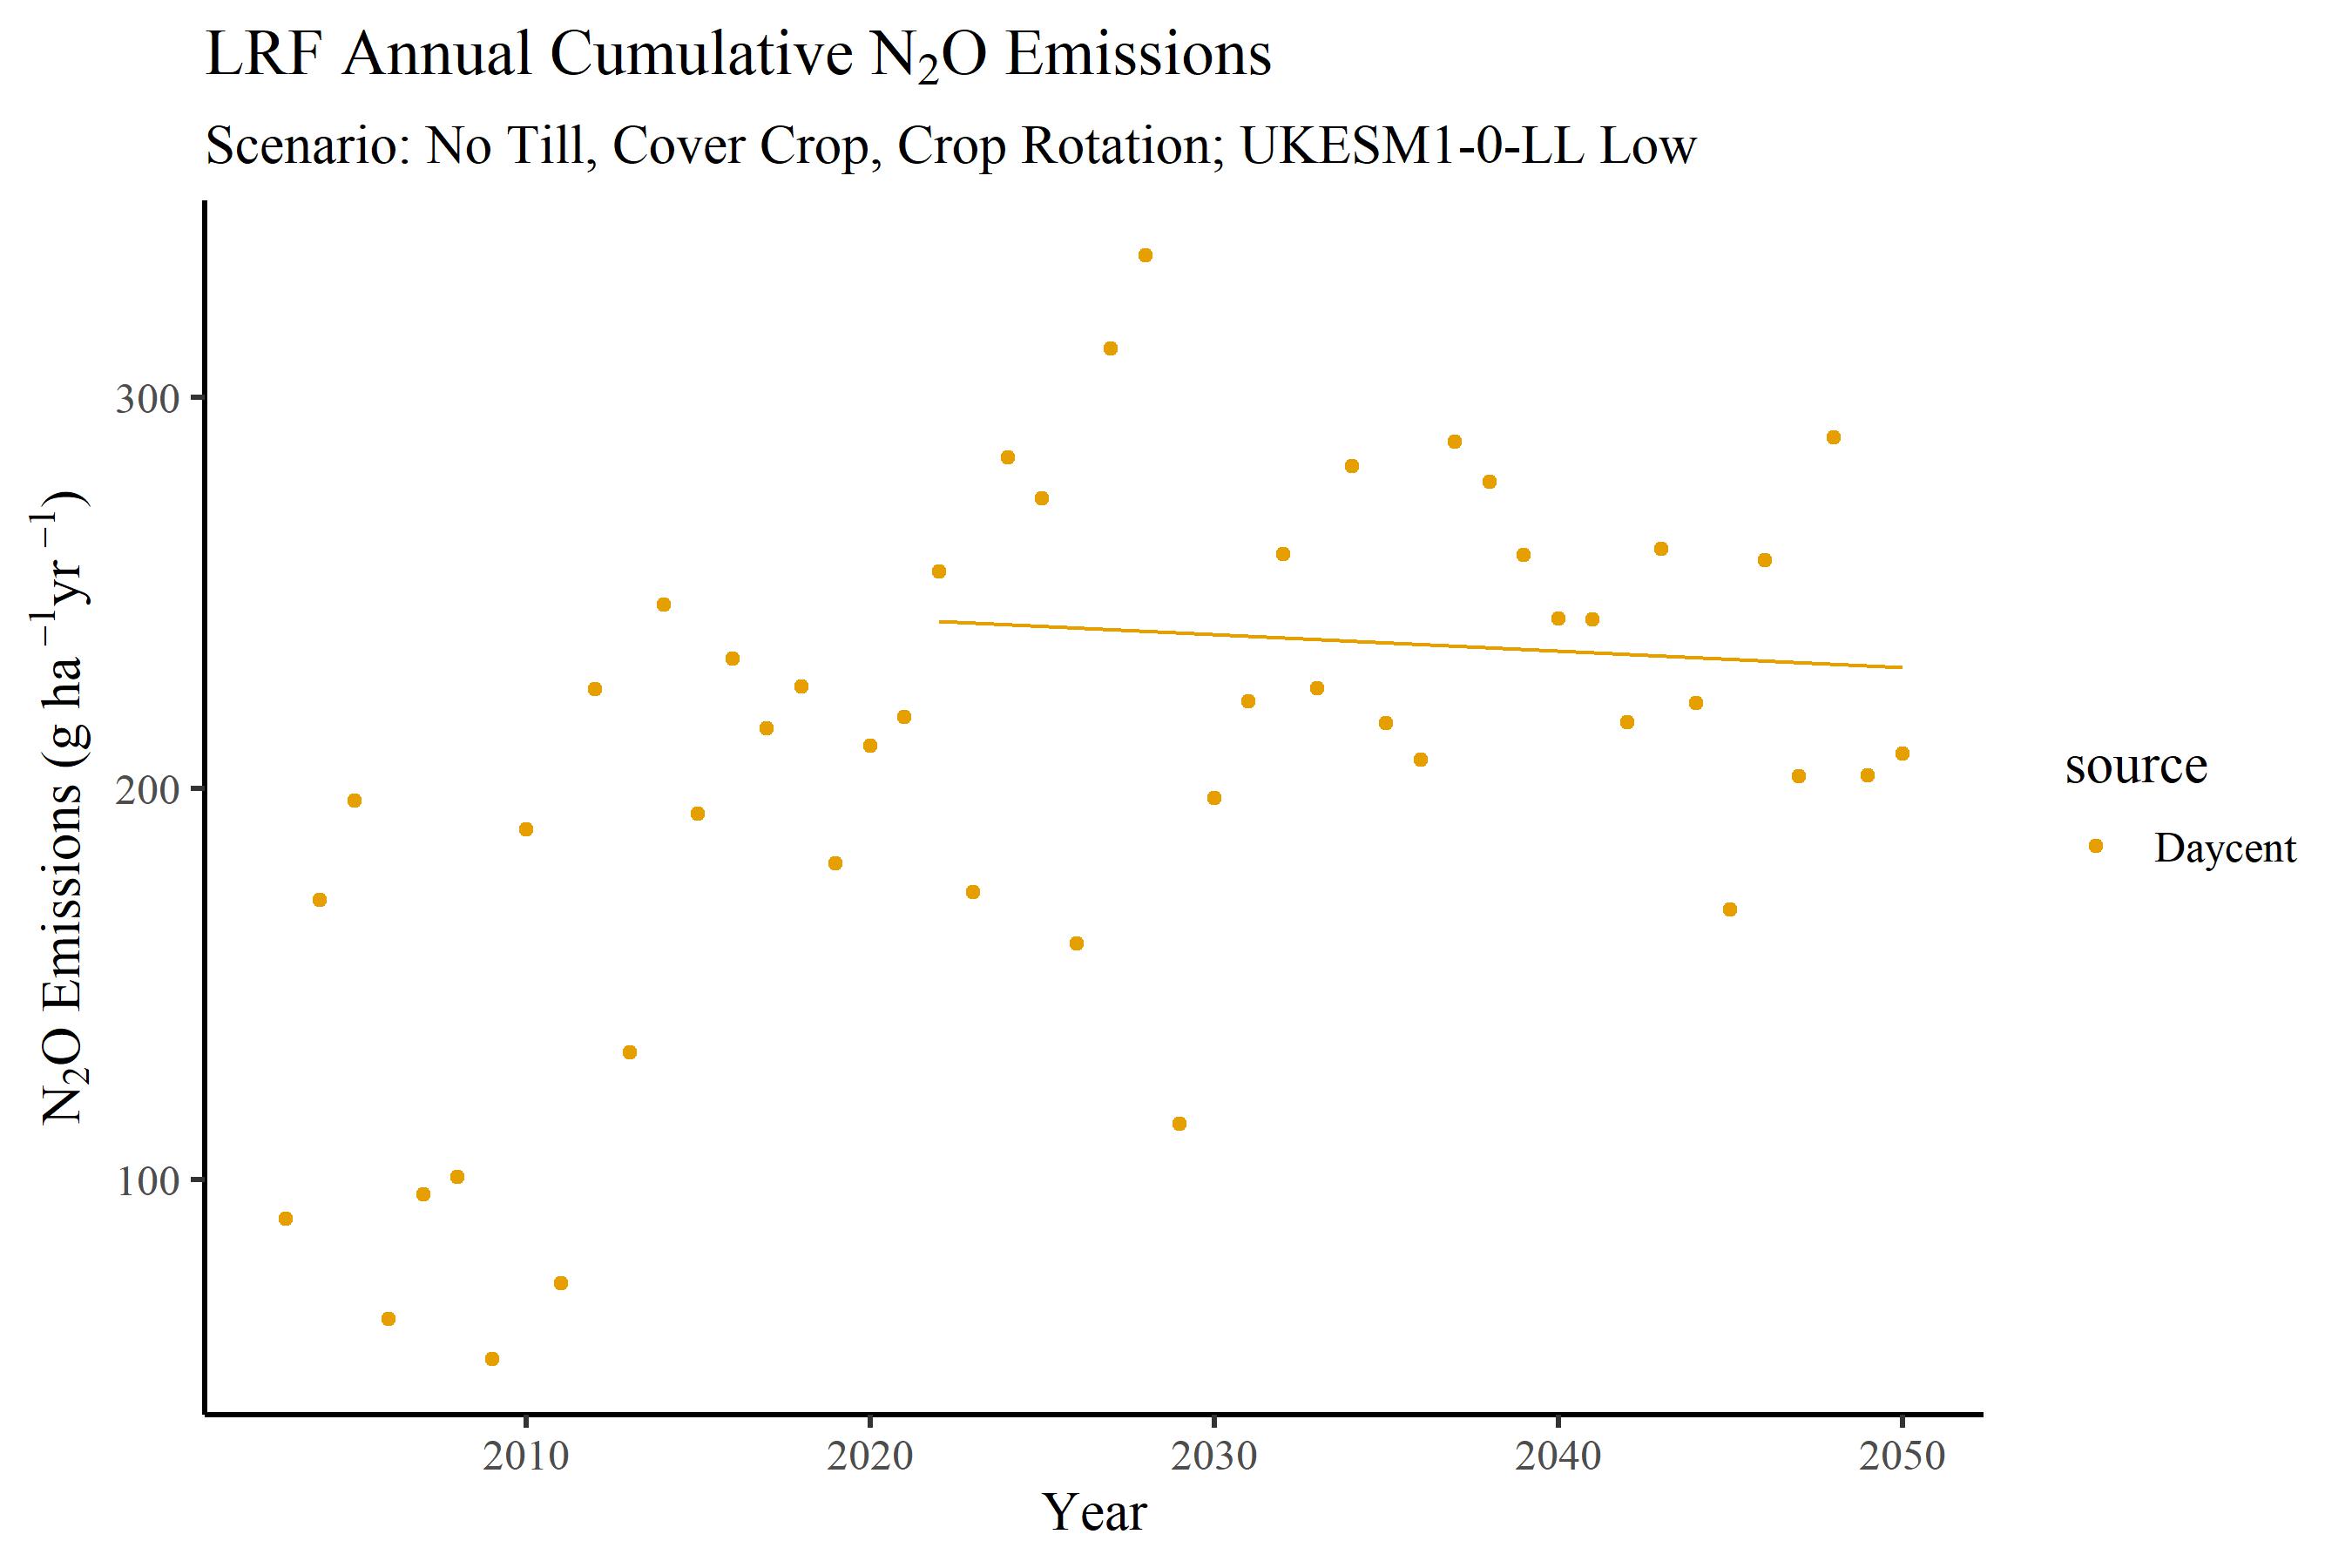 LRF Annual Cumulative N₂O Emissions
Scenario: No Till, Cover Crop, Crop Rotation; UKESM1-0-LL Low
N₂O Emissions (g ha ⁻¹yr ⁻¹)
300
200
100
2010 2020 2030 2040 2050
Year
source
Daycent